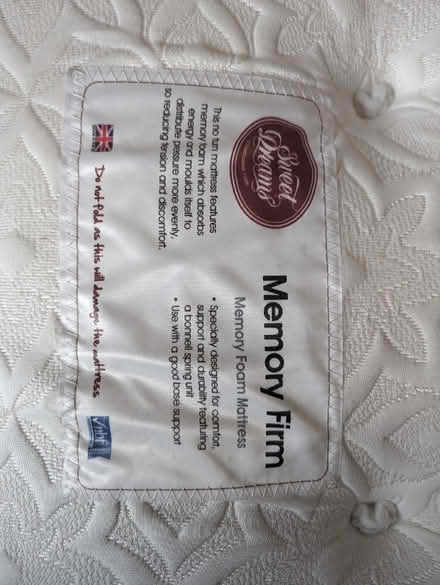 Sweet
Dreams
Memory Firm
Memory Foam Mattress
This no turn mattress features
memory foam which absorbs
energy and moulds itself to
distribute pressure more evenly,
so reducing tension and discomfort.
• Specially designed for comfort,
support and durability featuring
a bonnell spring unit
• Use with a good base support
Do not fold as this will damage the mattress